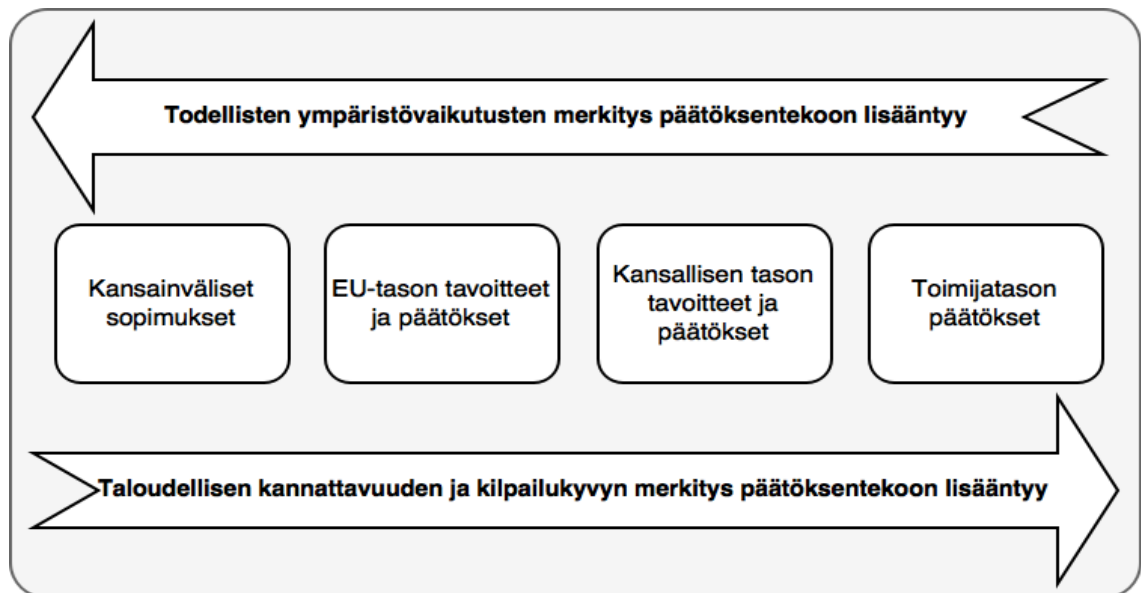 Todellisten ympäristövaikutusten merkitys päätöksentekoon lisääntyy
Kansainväliset
sopimukset
EU-tason tavoitteet
ja päätökset
Kansallisen tason
tavoitteet ja
päätökset
Toimijatason
päätökset
Taloudellisen kannattavuuden ja kilpailukyvyn merkitys päätöksentekoon lisääntyy